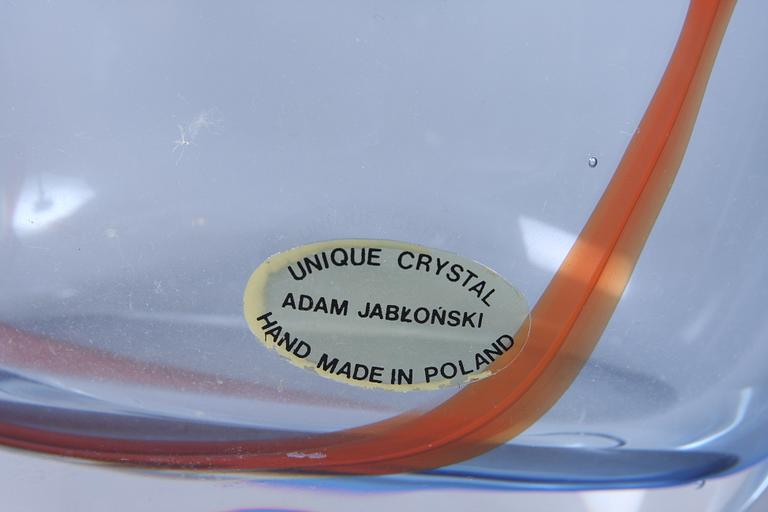 UNIQUE CRYSTAL
ADAM JABŁOŃSKI
HAND MADE IN POLAND